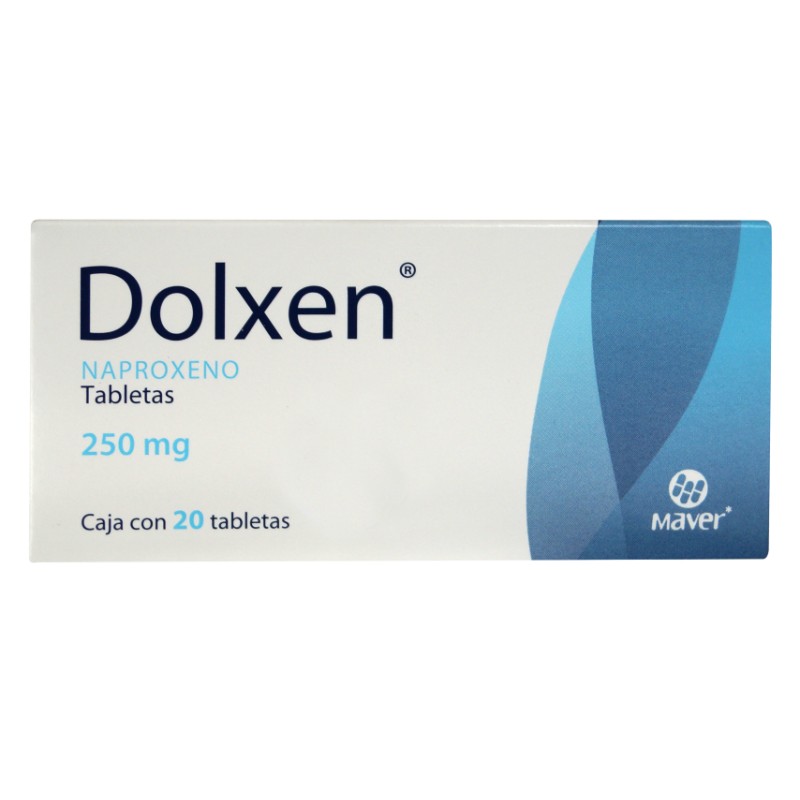 Dolxen®
NAPROXENO
Tabletas
250 mg
Caja con 20 tabletas
Maver*